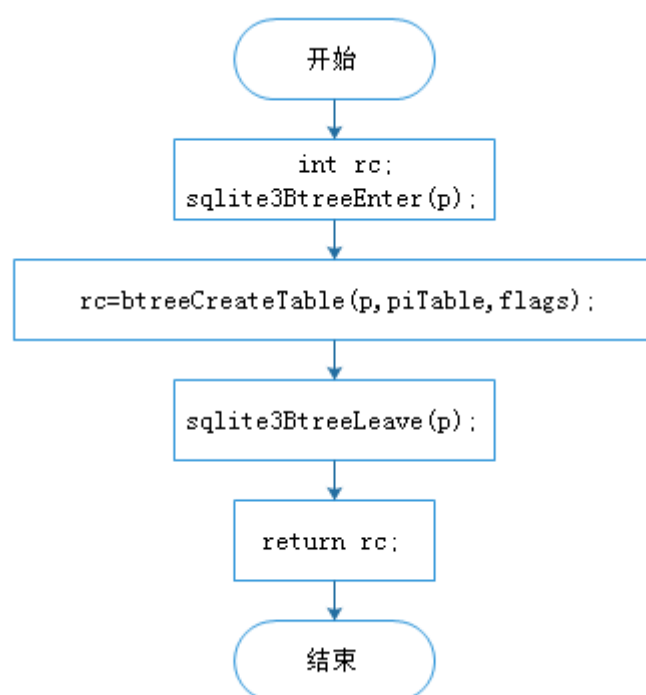 开始
int rc;
sqlite3BtreeEnter(p);
rc=btreeCreateTable(p,piTable,flags);
sqlite3BtreeLeave(p);
return rc;
结束